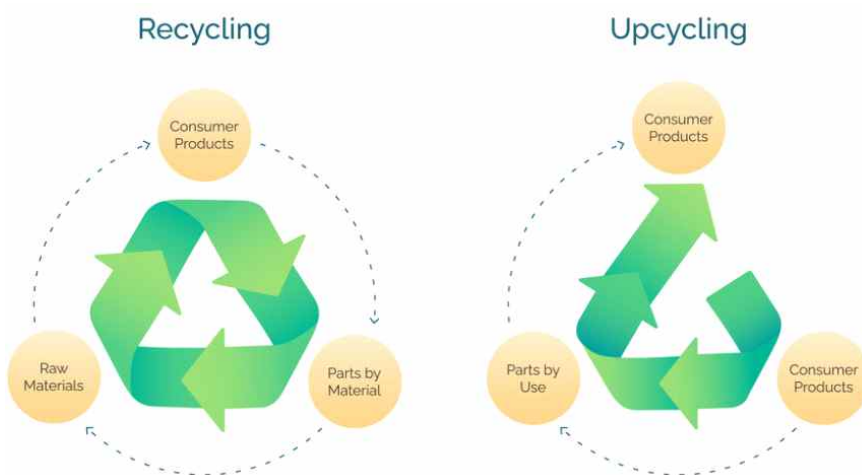 Recycling
Consumer
Products
Raw
Materials
Parts by
Material
Upcycling
Consumer
Products
Parts by
Use
Consumer
Products